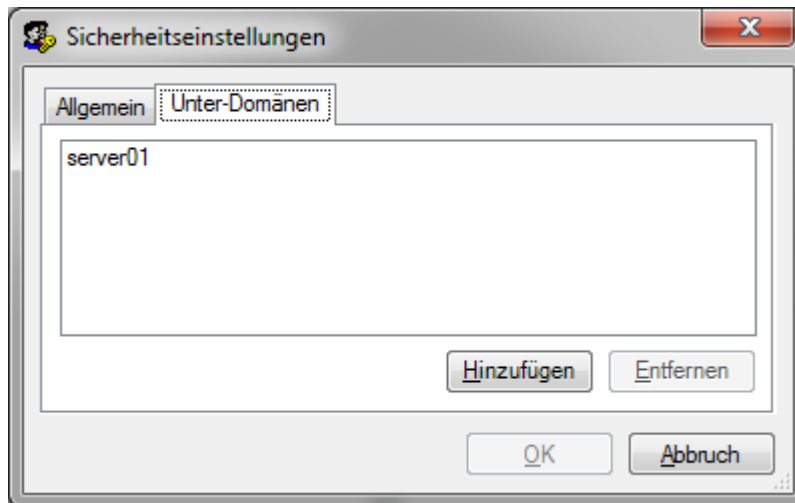 Sicherheitseinstellungen
Allgemein Unter-Domänen
server01
Hinzufügen Entfernen
OK Abbruch